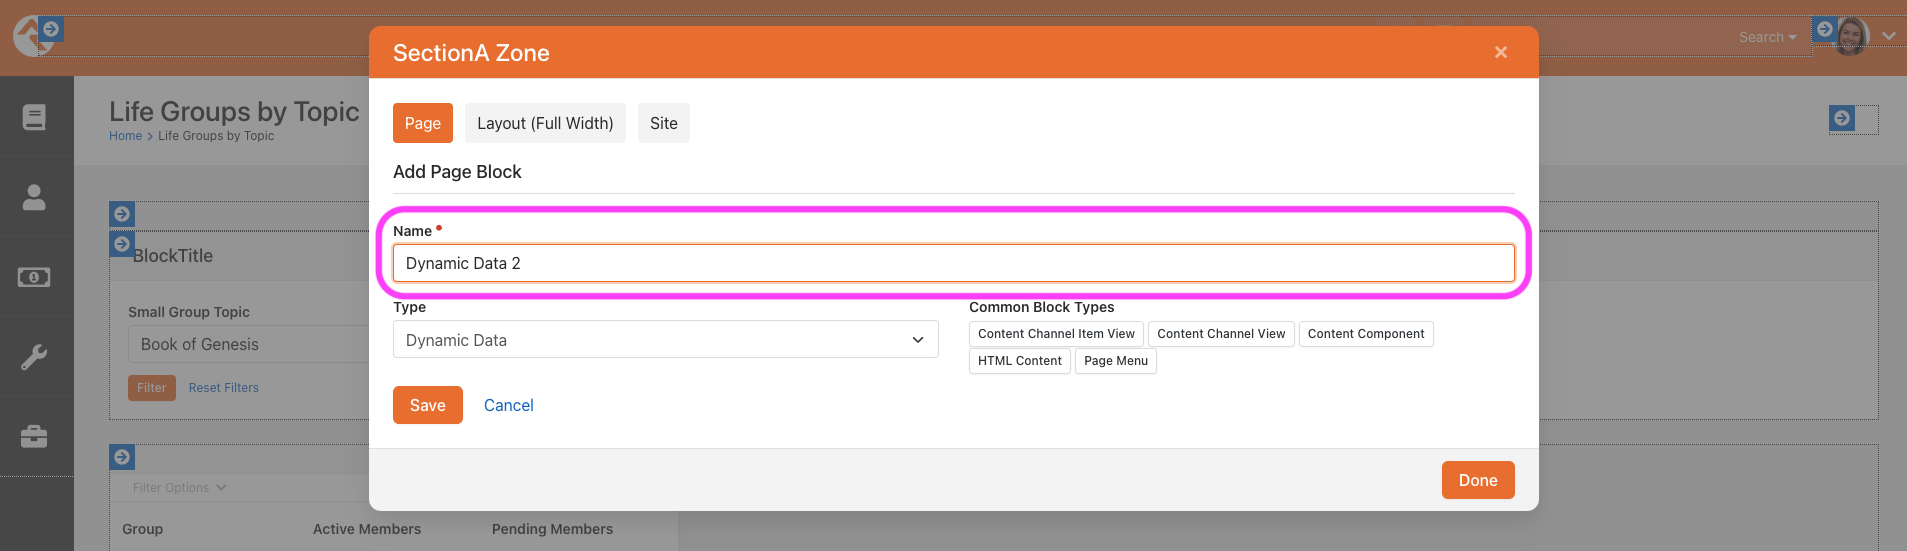 Search
SectionA Zone
×
Life Groups by Topic
Home > Life Groups by Topic
Page
Layout (Full Width)
Site
Add Page Block
Name
Dynamic Data 2
BlockTitle
Small Group Topic
Book of Genesis
Filter
Reset Filters
Type
Dynamic Data
Common Block Types
Content Channel Item View
Content Channel View
Content Component
HTML Content
Page Menu
Save
Cancel
Done
Filter Options
Group
Active Members
Pending Members